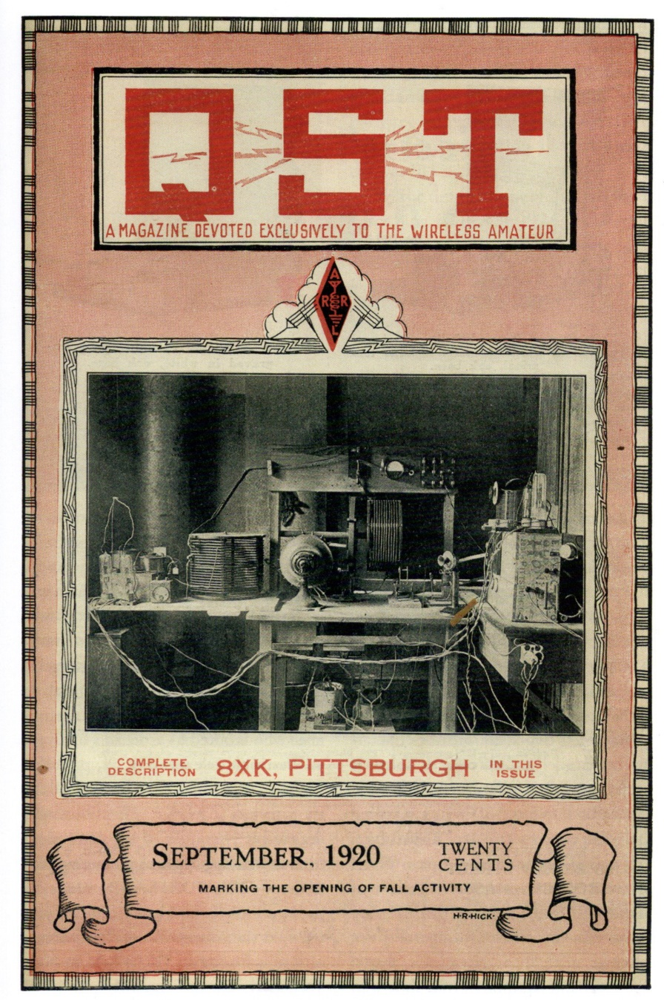 QST
A MAGAZINE DEVOTED EXCLUSIVELY TO THE WIRELESS AMATEUR
A
R R
L
COMPLETE DESCRIPTION 8XK, PITTSBURGH IN THIS ISSUE
SEPTEMBER, 1920
TWENTY CENTS
MARKING THE OPENING OF FALL ACTIVITY
H·R·HICK·